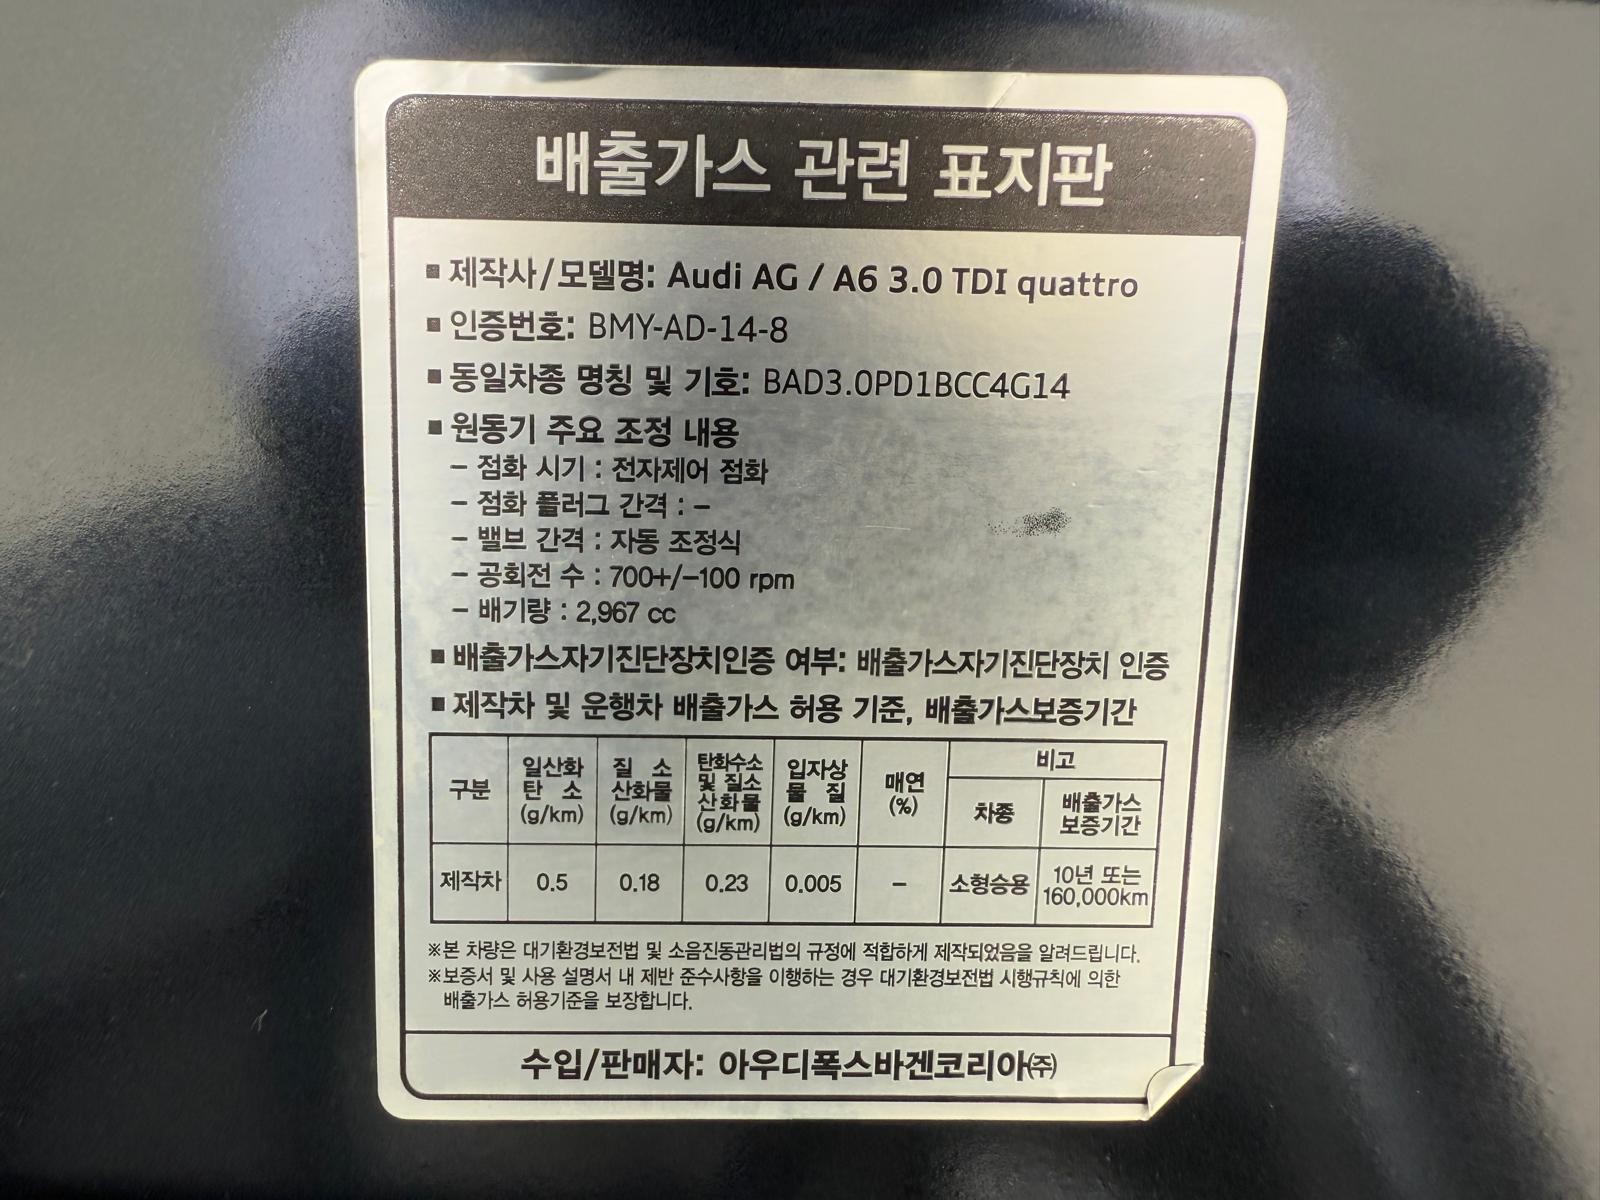 배출가스 관련 표지판
■ 제작사/모델명: Audi AG / A6 3.0 TDI quattro
■ 인증번호: BMY-AD-14-8
■ 동일차종 명칭 및 기호: BAD3.0PD1BCC4G14
■ 원동기 주요 조정 내용
– 점화 시기 : 전자제어 점화
– 점화 플러그 간격 : –
– 밸브 간격 : 자동 조정식
– 공회전 수 : 700+/–100 rpm
– 배기량 : 2,967 cc
■ 배출가스자기진단장치인증 여부: 배출가스자기진단장치 인증
■ 제작차 및 운행차 배출가스 허용 기준, 배출가스보증기간
구분 일산화 탄 소 (g/km) 질 소 산화물 (g/km) 탄화수소 및 질소 산화물 (g/km) 입자상 물 질 (g/km) 매연 (%) 비고
차종 배출가스 보증기간
제작차 0.5 0.18 0.23 0.005 – 소형승용 10년 또는 160,000km
※본 차량은 대기환경보전법 및 소음진동관리법의 규정에 적합하게 제작되었음을 알려드립니다.
※보증서 및 사용 설명서 내 제반 준수사항을 이행하는 경우 대기환경보전법 시행규칙에 의한
배출가스 허용기준을 보장합니다.
수입/판매자: 아우디폭스바겐코리아㈜